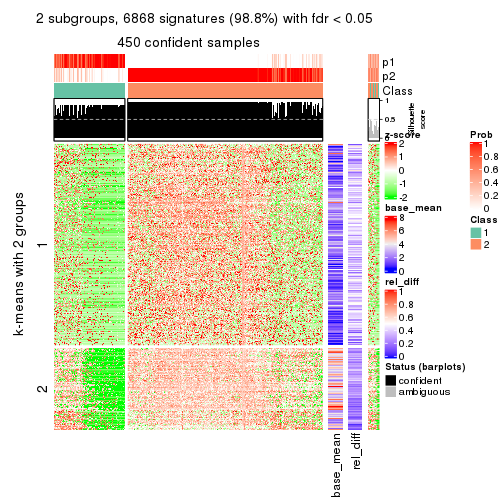 2 subgroups, 6868 signatures (98.8%) with fdr < 0.05
450 confident samples
p1
p2
Class
1
0.5
0
Silhouette
score
k-means with 2 groups
1
2
base_mean
rel_diff
z-score
2
1
0
-1
-2
base_mean
8
6
4
2
0
rel_diff
1
0.8
0.6
0.4
0.2
0
Status (barplots)
confident
ambiguous
Prob
1
0.8
0.6
0.4
0.2
0
Class
1
2